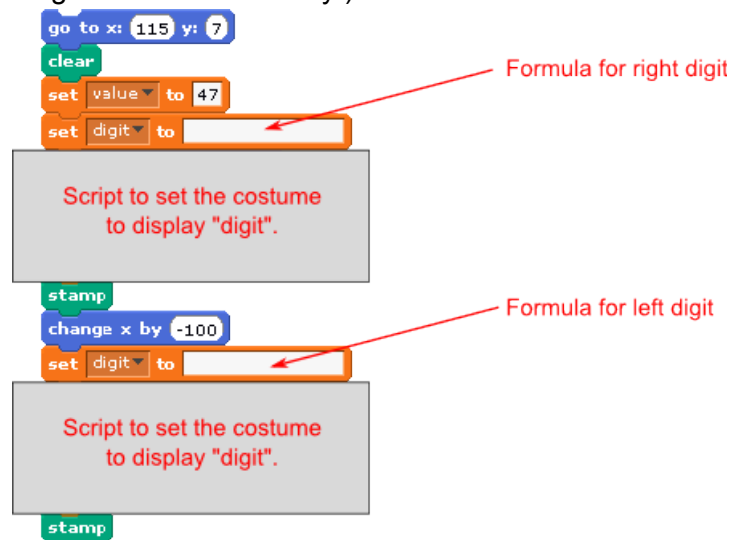 go to x: 115 y: 7
clear
Formula for right digit
set value to 47
set digit to
Script to set the costume
to display "digit".
stamp
Formula for left digit
change x by -100
set digit to
Script to set the costume
to display "digit".
stamp